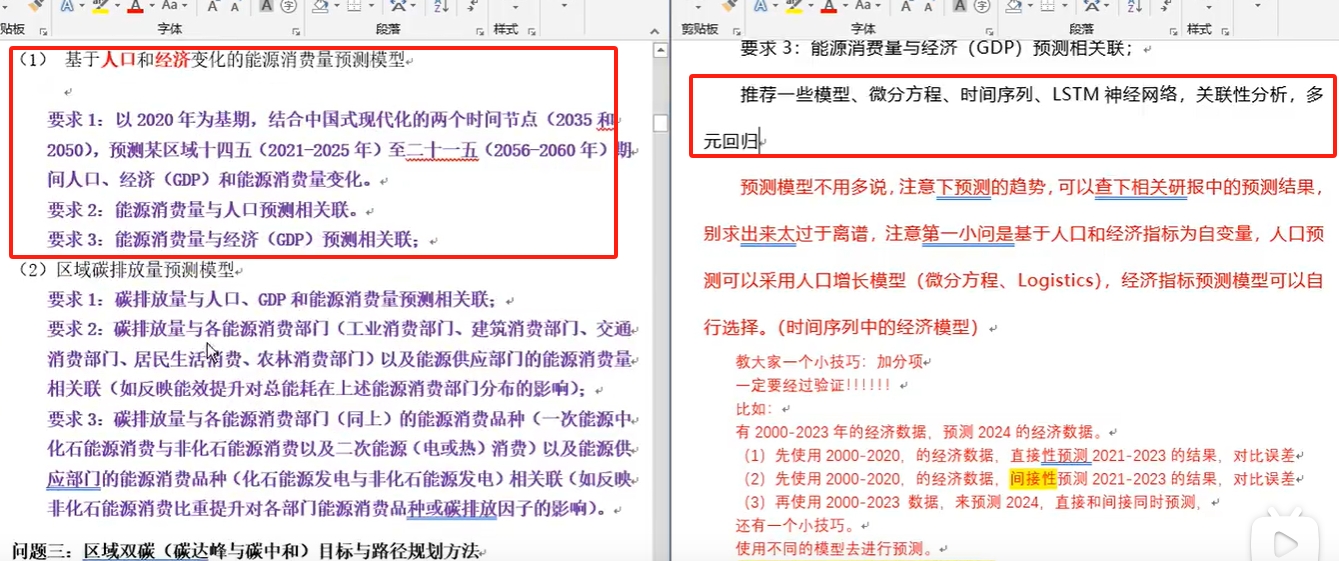 贴板
字体
段落
样式
（1） 基于人口和经济变化的能源消费量预测模型
要求 1：以 2020 年为基期，结合中国式现代化的两个时间节点（2035 和
2050），预测某区域十四五（2021-2025 年）至二十一五（2056-2060 年）期
间人口、经济（GDP）和能源消费量变化。
要求 2：能源消费量与人口预测相关联。
要求 3：能源消费量与经济（GDP）预测相关联；
（2）区域碳排放量预测模型
要求 1：碳排放量与人口、GDP 和能源消费量预测相关联；
要求 2：碳排放量与各能源消费部门（工业消费部门、建筑消费部门、交通
消费部门、居民生活消费、农林消费部门）以及能源供应部门的能源消费量
相关联（如反映能效提升对总能耗在上述能源消费部门分布的影响）；
要求 3：碳排放量与各能源消费部门（同上）的能源消费品种（一次能源中
化石能源消费与非化石能源消费以及二次能源（电或热）消费）以及能源供
应部门的能源消费品种（化石能源发电与非化石能源发电）相关联（如反映
非化石能源消费比重提升对各部门能源消费品种或碳排放因子的影响）。
问题三：区域双碳（碳达峰与碳中和）目标与路径规划方法
剪贴板
字体
段落
样式
要求 3：能源消费量与经济（GDP）预测相关联；
推荐一些模型、微分方程、时间序列、LSTM 神经网络，关联性分析，多
元回归
预测模型不用多说，注意下预测的趋势，可以查下相关研报中的预测结果，
别求出来太过于离谱，注意第一小问是基于人口和经济指标为自变量，人口预
测可以采用人口增长模型（微分方程、Logistics），经济指标预测模型可以自
行选择。（时间序列中的经济模型）
教大家一个小技巧：加分项
一定要经过验证!!!!!!
比如：
有 2000-2023 年的经济数据，预测 2024 的经济数据。
（1）先使用 2000-2020，的经济数据，直接性预测 2021-2023 的结果，对比误差
（2）先使用 2000-2020，的经济数据，间接性预测 2021-2023 的结果，对比误差
（3）再使用 2000-2023 数据，来预测 2024，直接和间接同时预测，
还有一个小技巧。
使用不同的模型去进行预测。